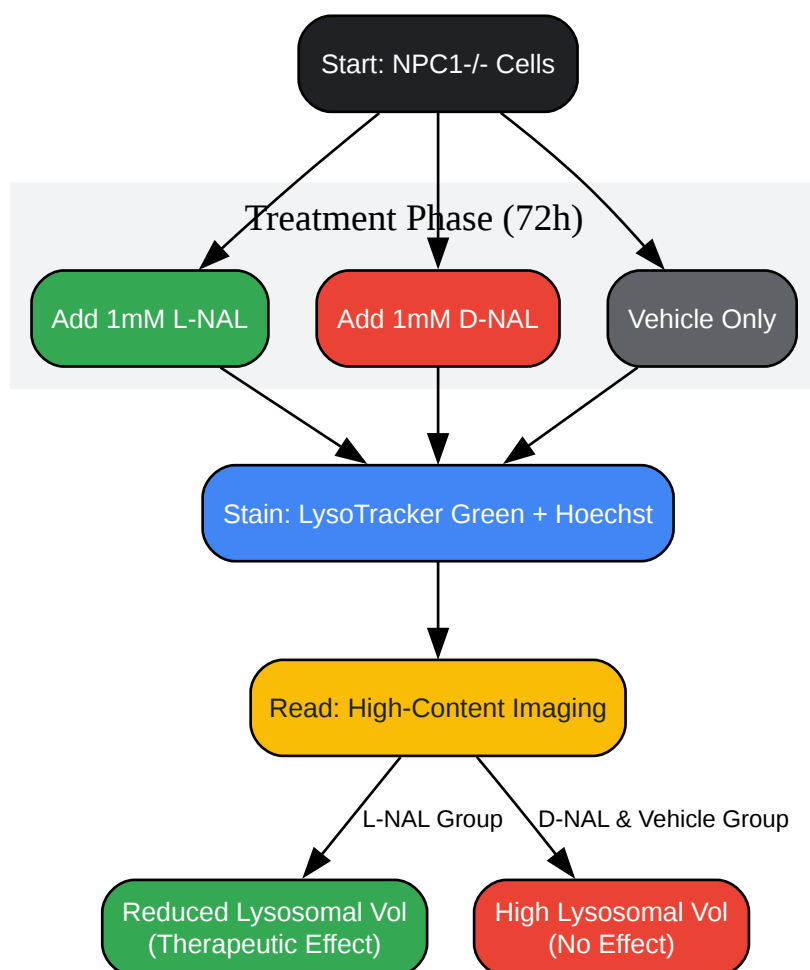 Start: NPC1-/- Cells
Treatment Phase (72h)
Add 1mM L-NAL
Add 1mM D-NAL
Vehicle Only
Stain: LysoTracker Green + Hoechst
Read: High-Content Imaging
L-NAL Group
D-NAL & Vehicle Group
Reduced Lysosomal Vol
(Therapeutic Effect)
High Lysosomal Vol
(No Effect)